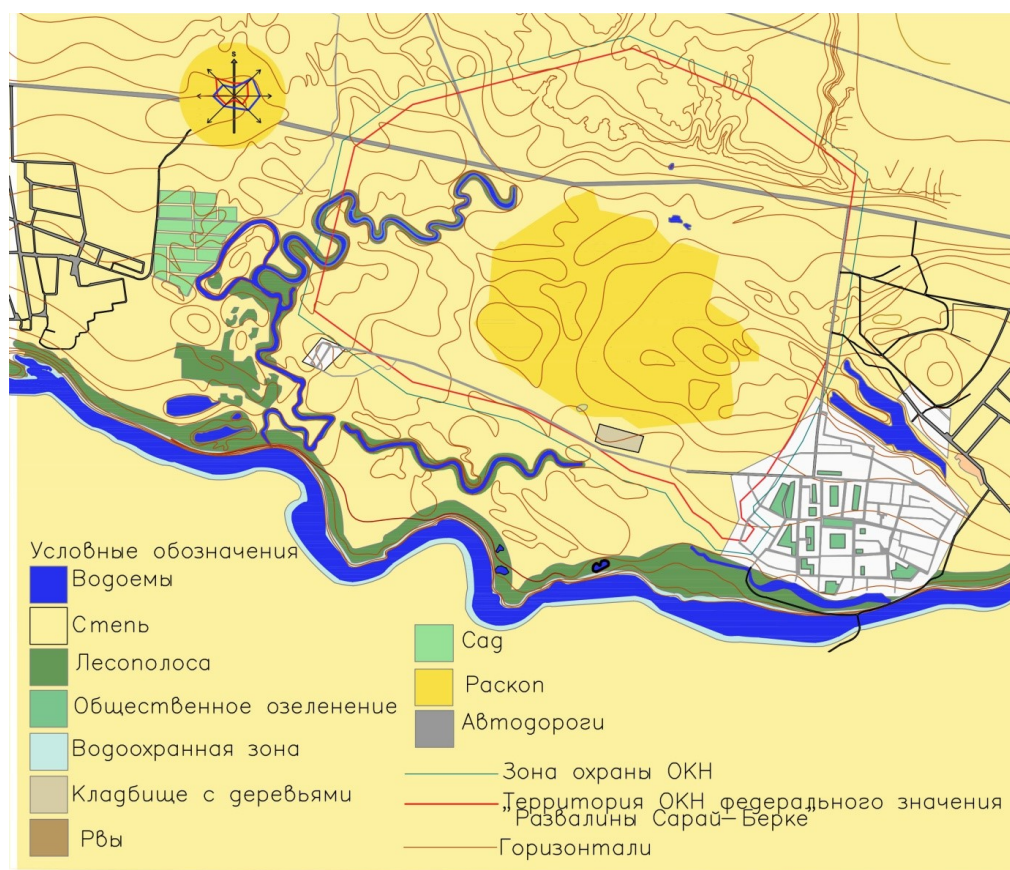 S
Условные обозначения
Водоемы
Степь
Лесополоса
Общественное озеленение
Водоохранная зона
Кладбище с деревьями
Рвы
Сад
Раскоп
Автодороги
Зона охраны ОКН
Территория ОКН федерального значения
"Развалины Сарай-Берке"
Горизонтали